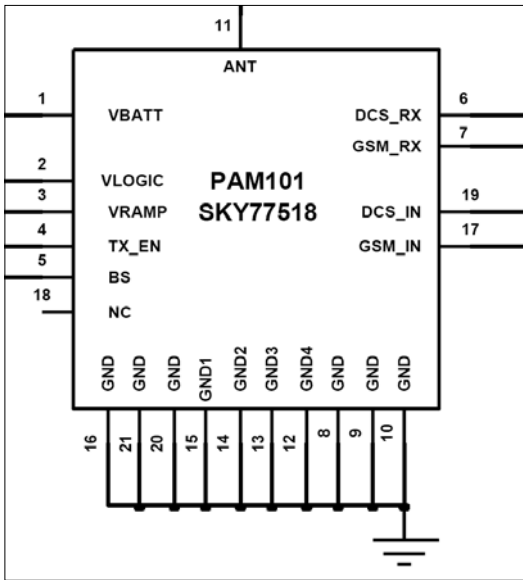 11
ANT
1 VBATT DCS_RX 6
GSM_RX 7
2 VLOGIC PAM101
3 VRAMP SKY77518 DCS_IN 19
4 TX_EN GSM_IN 17
5 BS
18 NC
GND GND GND GND1 GND2 GND3 GND4 GND GND GND
16 21 20 15 14 13 12 8 9 10